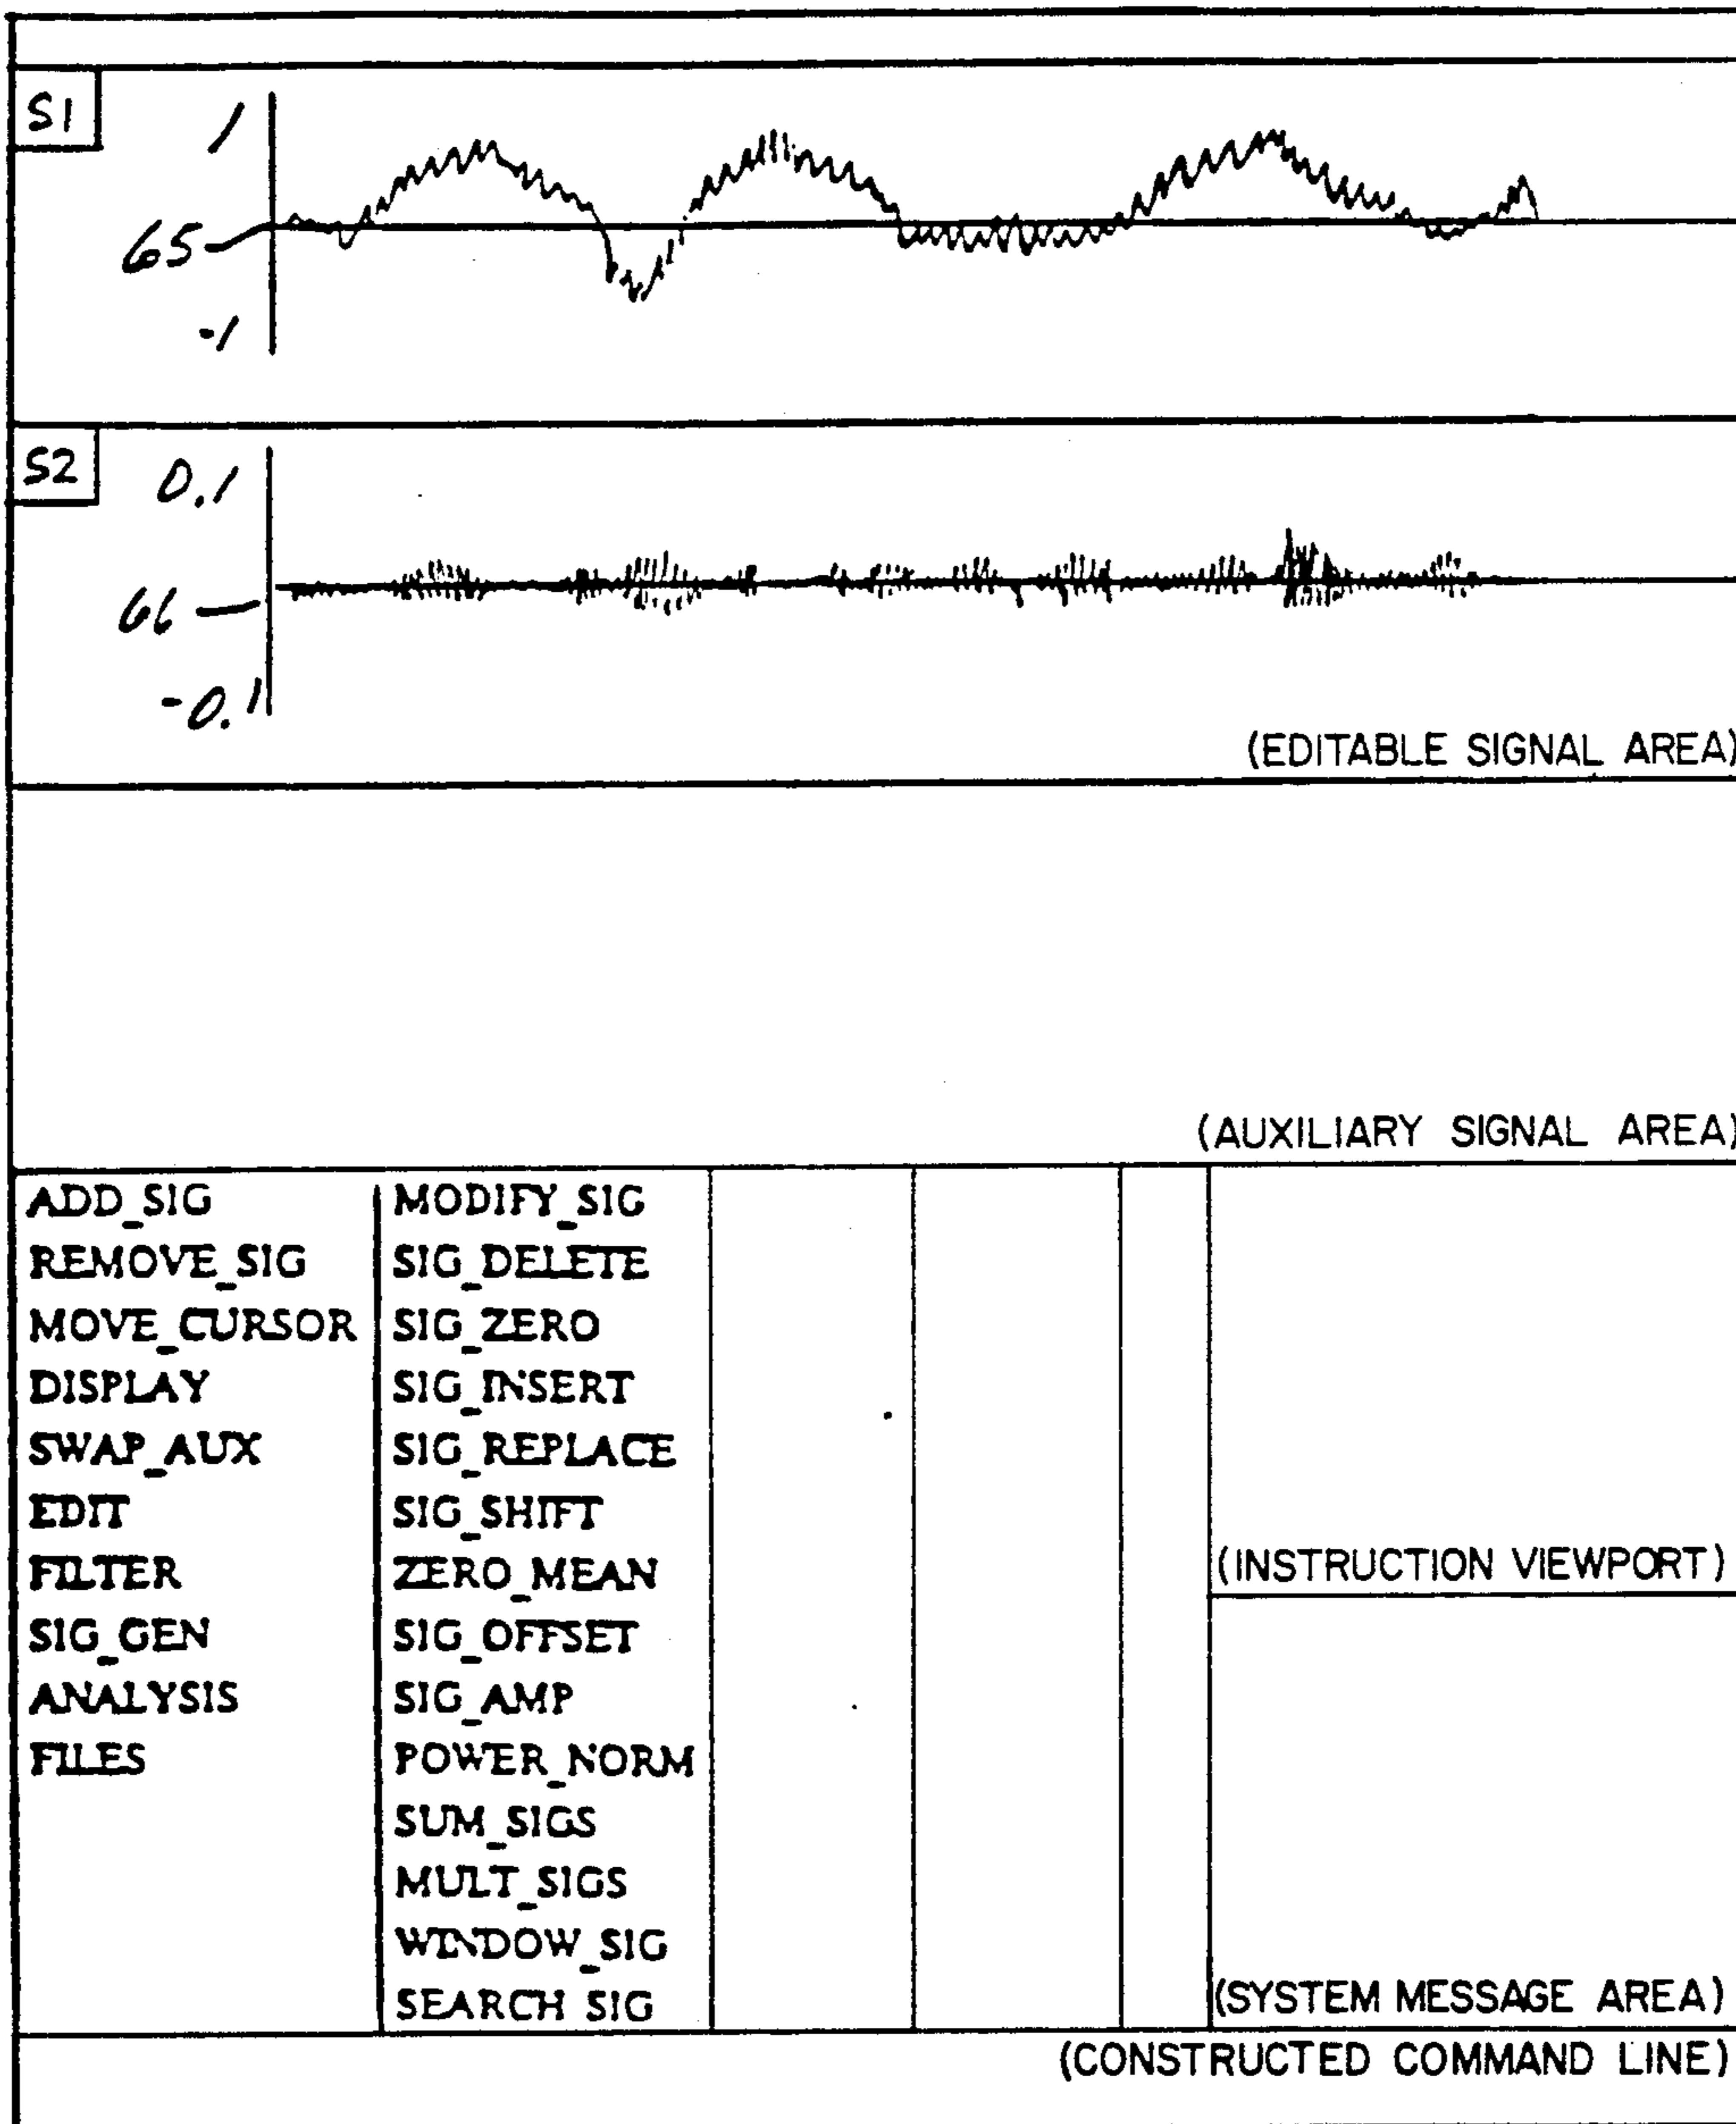 S1
1
65
-1
S2
0.1
66
-0.1
(EDITABLE SIGNAL AREA)
(AUXILIARY SIGNAL AREA)
ADD_SIG
REMOVE_SIG
MOVE_CURSOR
DISPLAY
SWAP_AUX
EDIT
FILTER
SIG_GEN
ANALYSIS
FILES
MODIFY_SIG
SIG_DELETE
SIG_ZERO
SIG_INSERT
SIG_REPLACE
SIG_SHIFT
ZERO_MEAN
SIG_OFFSET
SIG_AMP
POWER_NORM
SUM_SIGS
MULT_SIGS
WINDOW_SIG
SEARCH SIG
(INSTRUCTION VIEWPORT)
(SYSTEM MESSAGE AREA)
(CONSTRUCTED COMMAND LINE)